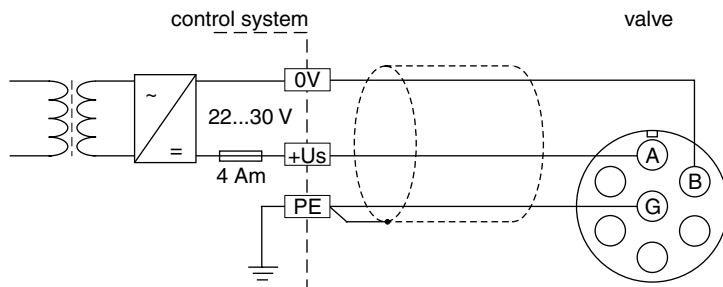 control system
valve
0V
~
=
22...30 V
+Us
4 Am
PE
A
B
G